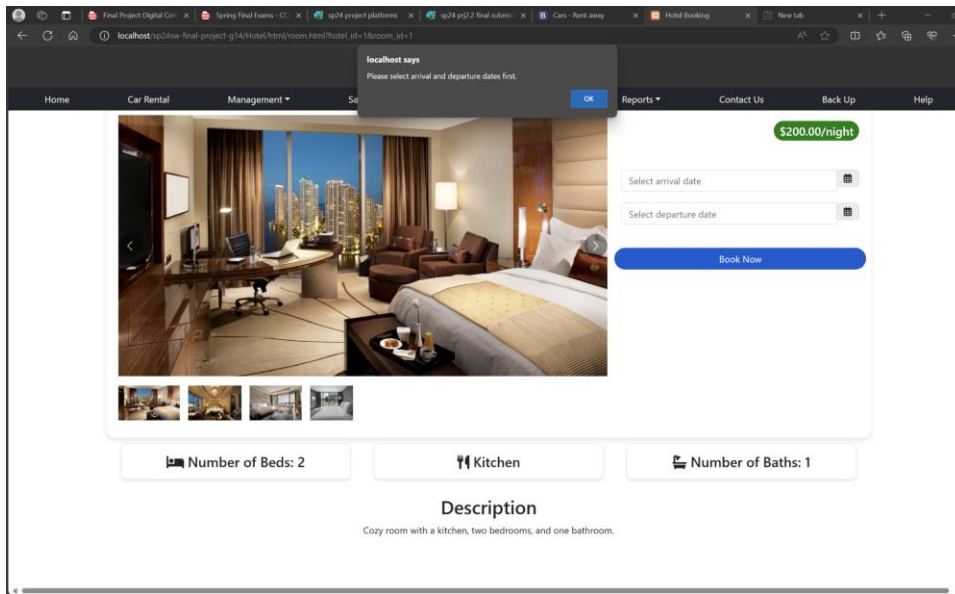 Final Project Digital Con
Spring Final Exams - CO
sp24 project platforms
sp24 prj2.2 final submis
Cars - Rent away
Hotel Booking
New tab
localhost/sp24sw-final-project-g14/Hotel/html/room.html?hotel_id=1&room_id=1
localhost says
Please select arrival and departure dates first.
OK
Home
Car Rental
Management
Sa
Reports
Contact Us
Back Up
Help
$200.00/night
Select arrival date
Select departure date
Book Now
Number of Beds: 2
Kitchen
Number of Baths: 1
Description
Cozy room with a kitchen, two bedrooms, and one bathroom.